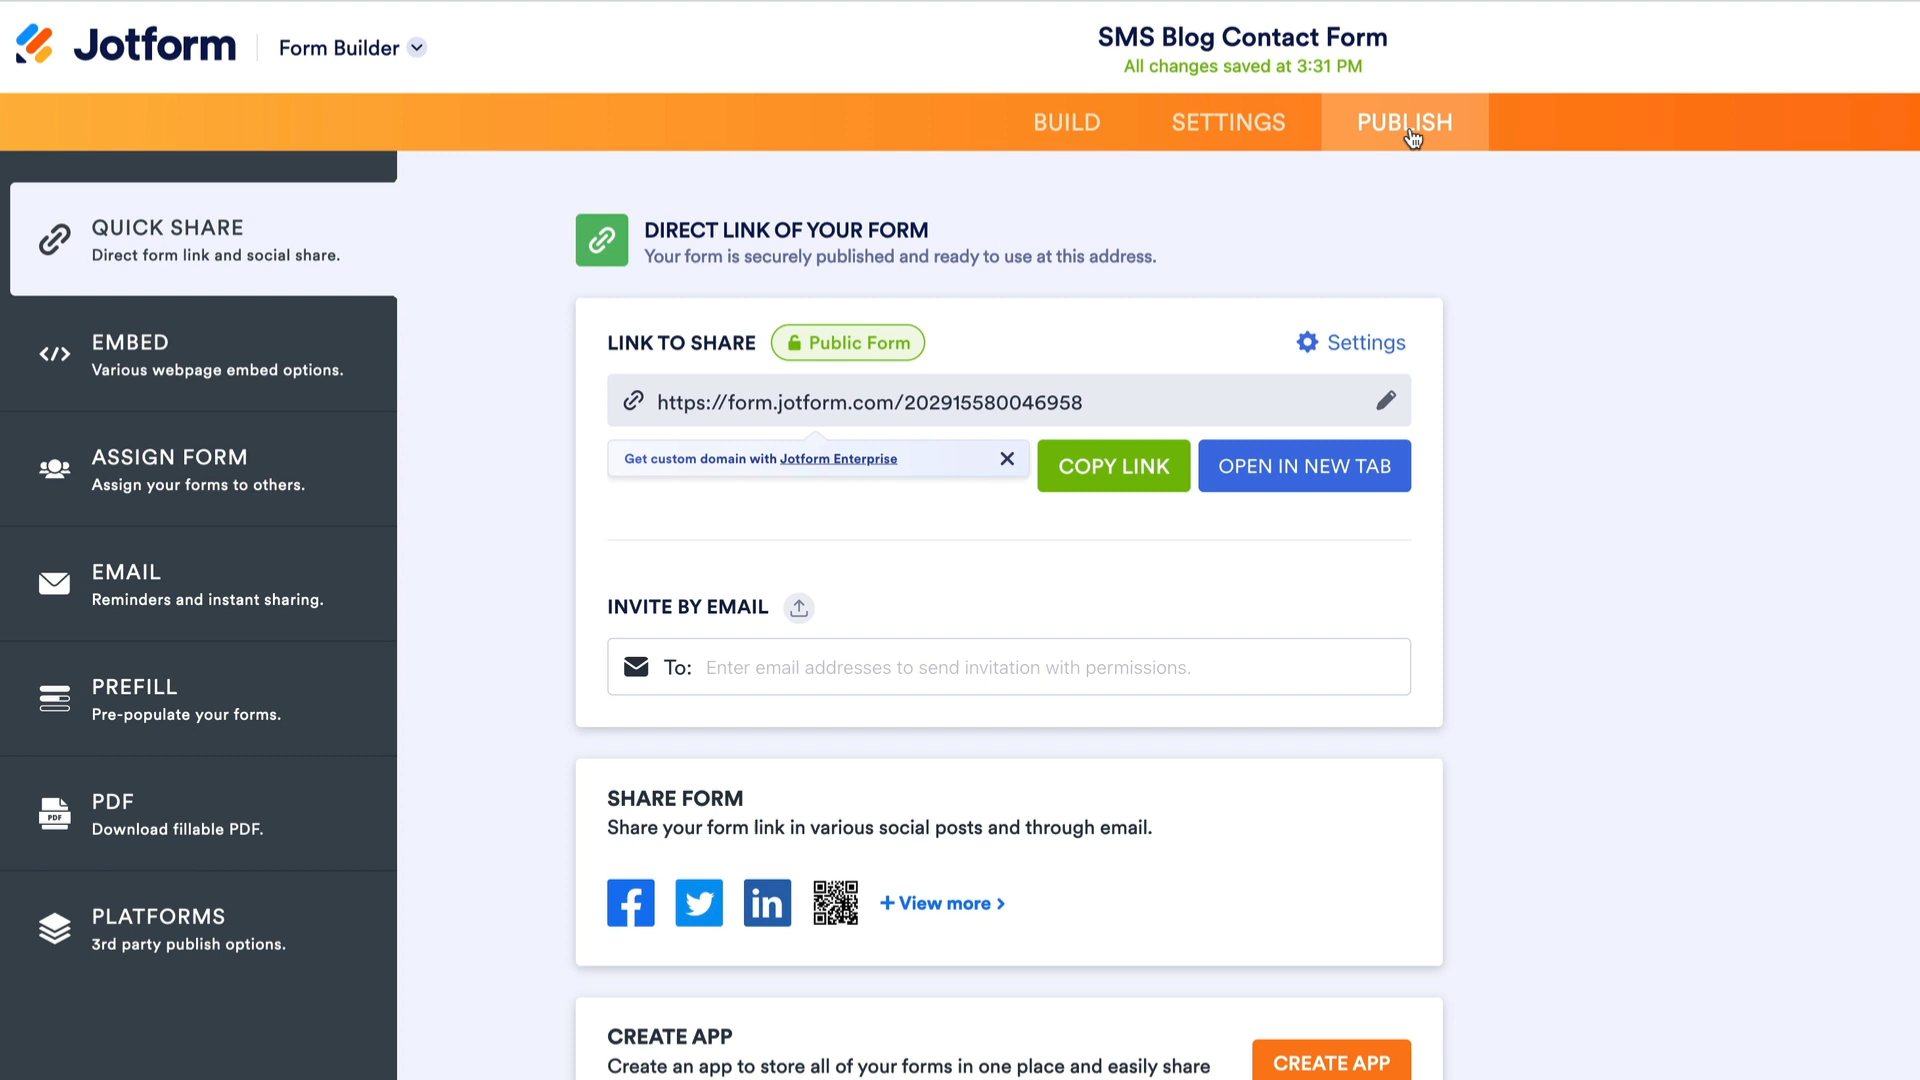 Jotform
Form Builder
SMS Blog Contact Form
All changes saved at 3:31 PM
BUILD
SETTINGS
PUBLISH
QUICK SHARE
Direct form link and social share.
EMBED
Various webpage embed options.
ASSIGN FORM
Assign your forms to others.
EMAIL
Reminders and instant sharing.
PREFILL
Pre-populate your forms.
PDF
PDF
Download fillable PDF.
PLATFORMS
3rd party publish options.
DIRECT LINK OF YOUR FORM
Your form is securely published and ready to use at this address.
LINK TO SHARE
Public Form
Settings
https://form.jotform.com/202915580046958
Get custom domain with Jotform Enterprise
COPY LINK
OPEN IN NEW TAB
INVITE BY EMAIL
To: Enter email addresses to send invitation with permissions.
SHARE FORM
Share your form link in various social posts and through email.
+ View more >
CREATE APP
Create an app to store all of your forms in one place and easily share
CREATE APP